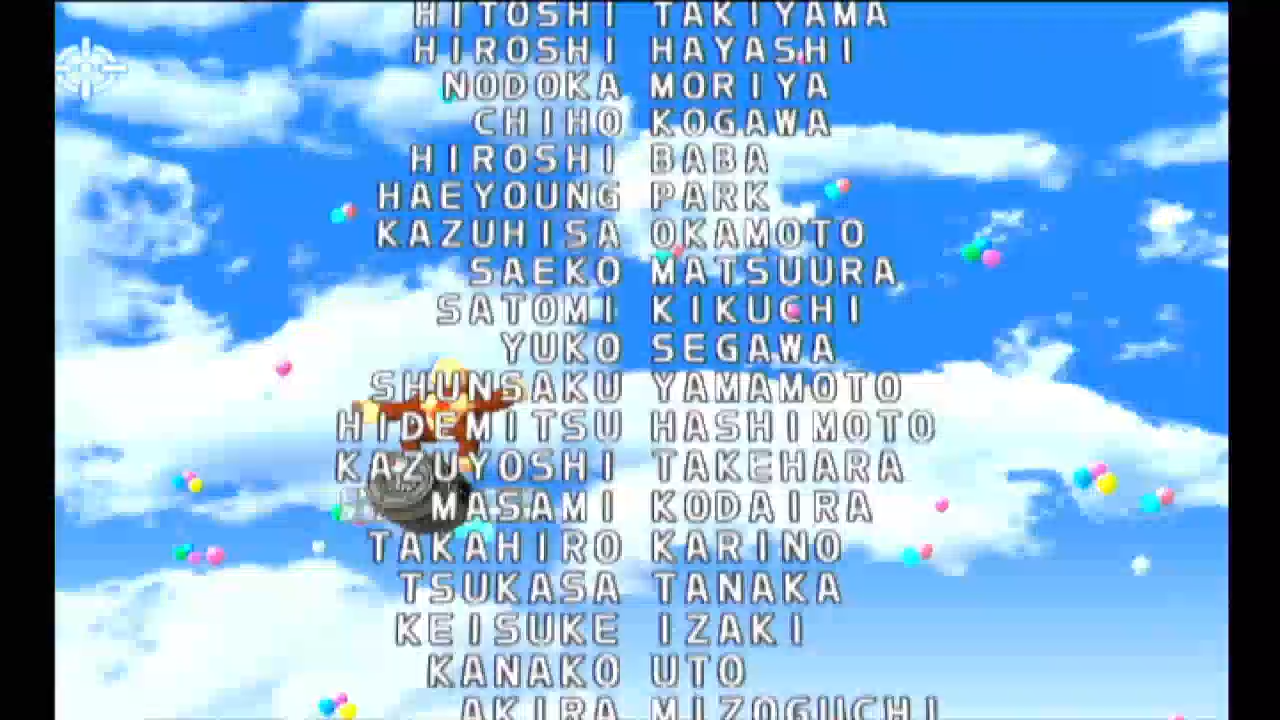 HITOSHI TAKIYAMA
HIROSHI HAYASHI
NODOKA MORIYA
CHIHO KOGAWA
HIROSHI BABA
HAEYOUNG PARK
KAZUHISA OKAMOTO
SAEKO MATSUURA
SATOMI KIKUCHI
YUKO SEGAWA
SHUNSAKU YAMAMOTO
HIDEMITSU HASHIMOTO
KAZUYOSHI TAKEHARA
MASAMI KODAIRA
TAKAHIRO KARINO
TSUKASA TANAKA
KEISUKE IZAKI
KANAKO UTO
AKIRA MIZOGUCHI